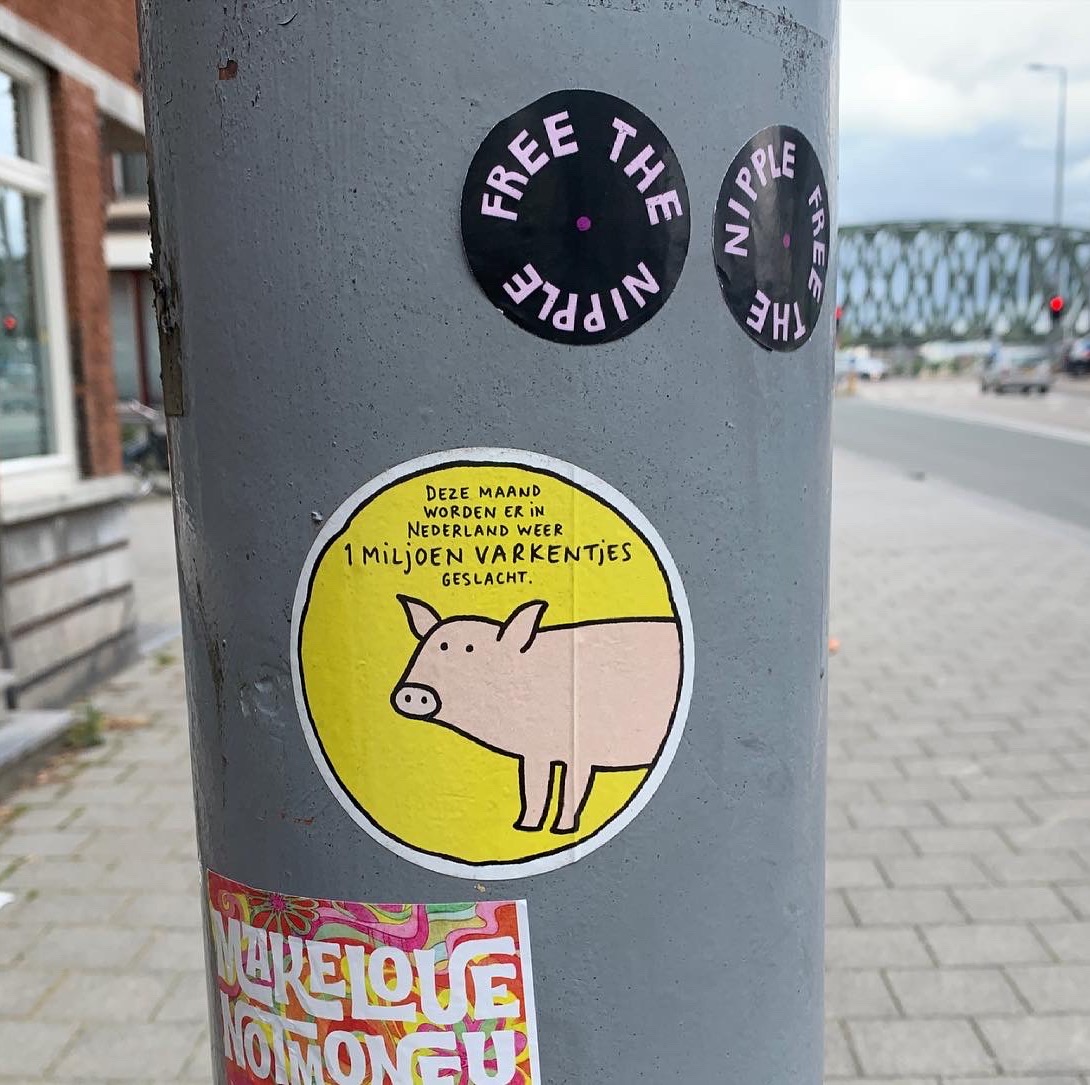 FREE THE NIPPLE
NIPPLE FREE THE
DEZE MAAND
WORDEN ER IN
NEDERLAND WEER
1 MILJOEN VARKENTJES
GESLACHT.
MAKE LOVE
NOT MONEY